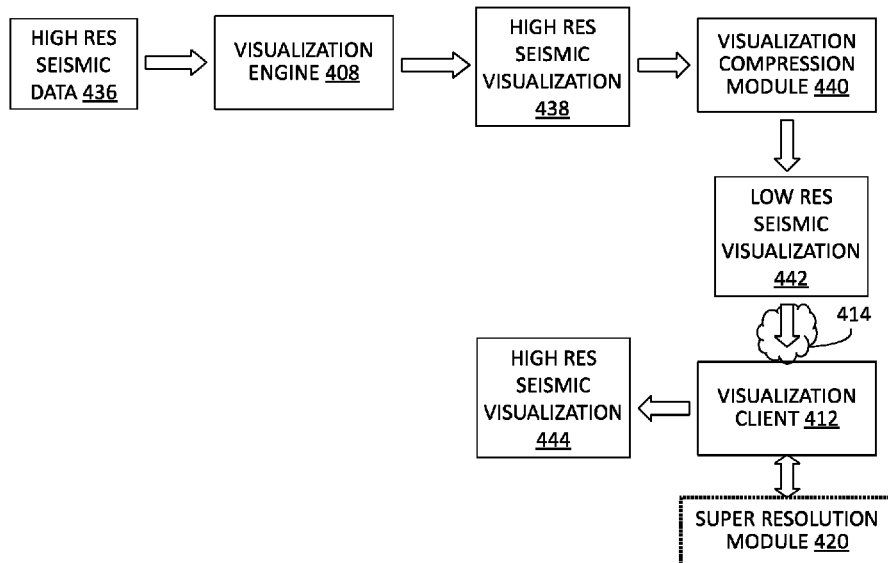 HIGH RES
SEISMIC
DATA 436
VISUALIZATION
ENGINE 408
HIGH RES
SEISMIC
VISUALIZATION
438
VISUALIZATION
COMPRESSION
MODULE 440
LOW RES
SEISMIC
VISUALIZATION
442
414
HIGH RES
SEISMIC
VISUALIZATION
444
VISUALIZATION
CLIENT 412
SUPER RESOLUTION
MODULE 420